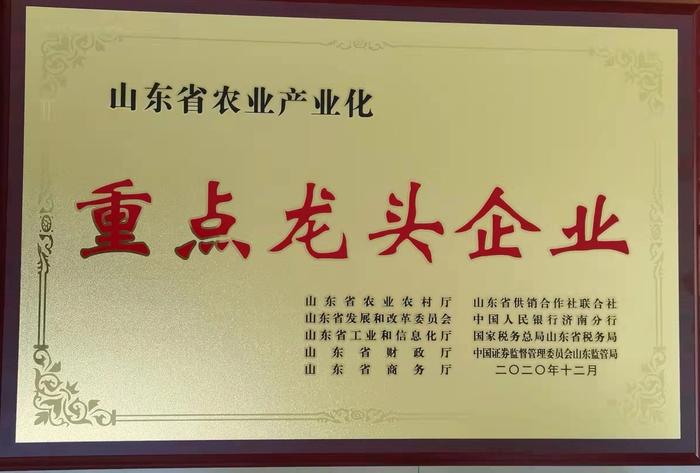 山东省农业产业化
重点龙头企业
山东省农业农村厅
山东省发展和改革委员会
山东省工业和信息化厅
山东省财政厅
山东省商务厅
山东省供销合作社联合社
中国人民银行济南分行
国家税务总局山东省税务局
中国证券监督管理委员会山东监管局
二〇二〇年十二月